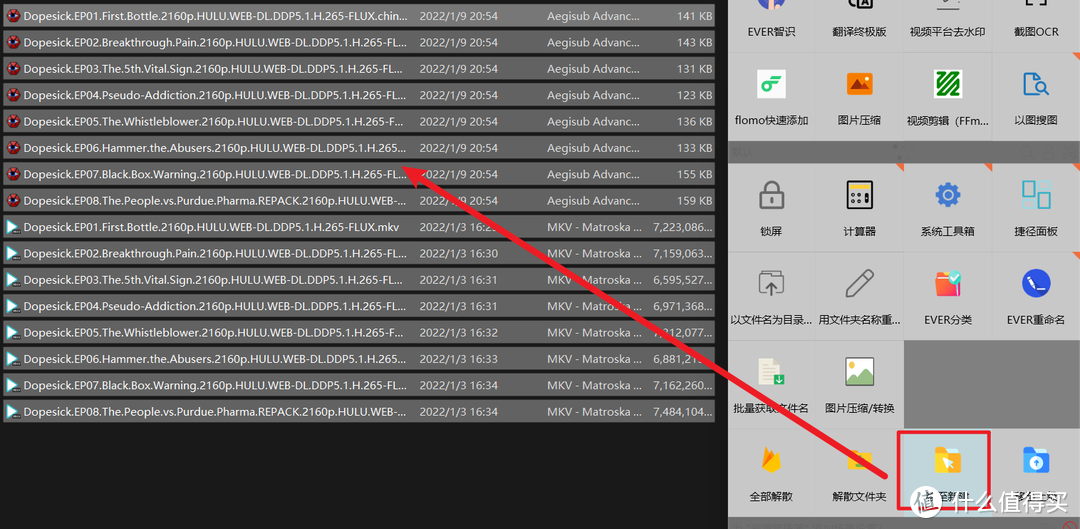 Dopesick.EP01.First.Bottle.2160p.HULU.WEB-DL.DDP5.1.H.265-FLUX.chin... 2022/1/9 20:54 Aegisub Advanc... 141 KB
Dopesick.EP02.Breakthrough.Pain.2160p.HULU.WEB-DL.DDP5.1.H.265-FL... 2022/1/9 20:54 Aegisub Advanc... 143 KB
Dopesick.EP03.The.5th.Vital.Sign.2160p.HULU.WEB-DL.DDP5.1.H.265-FL... 2022/1/9 20:54 Aegisub Advanc... 131 KB
Dopesick.EP04.Pseudo-Addiction.2160p.HULU.WEB-DL.DDP5.1.H.265-FL... 2022/1/9 20:54 Aegisub Advanc... 123 KB
Dopesick.EP05.The.Whistleblower.2160p.HULU.WEB-DL.DDP5.1.H.265-F... 2022/1/9 20:54 Aegisub Advanc... 136 KB
Dopesick.EP06.Hammer.the.Abusers.2160p.HULU.WEB-DL.DDP5.1.H.265... 2022/1/9 20:54 Aegisub Advanc... 133 KB
Dopesick.EP07.Black.Box.Warning.2160p.HULU.WEB-DL.DDP5.1.H.265-FL... 2022/1/9 20:54 Aegisub Advanc... 155 KB
Dopesick.EP08.The.People.vs.Purdue.Pharma.REPACK.2160p.HULU.WEB-... 2022/1/9 20:54 Aegisub Advanc... 159 KB
Dopesick.EP01.First.Bottle.2160p.HULU.WEB-DL.DDP5.1.H.265-FLUX.mkv 2022/1/3 MKV - Matroska ... 7,223,086...
Dopesick.EP02.Breakthrough.Pain.2160p.HULU.WEB-DL.DDP5.1.H.265-FL... 2022/1/3 16:30 MKV - Matroska ... 7,159,063...
Dopesick.EP03.The.5th.Vital.Sign.2160p.HULU.WEB-DL.DDP5.1.H.265-FL... 2022/1/3 16:31 MKV - Matroska ... 6,595,527...
Dopesick.EP04.Pseudo-Addiction.2160p.HULU.WEB-DL.DDP5.1.H.265-FL... 2022/1/3 16:31 MKV - Matroska ... 6,971,368...
Dopesick.EP05.The.Whistleblower.2160p.HULU.WEB-DL.DDP5.1.H.265-F... 2022/1/3 16:32 MKV - Matroska ...
Dopesick.EP06.Hammer.the.Abusers.2160p.HULU.WEB-DL.DDP5.1.H.265... 2022/1/3 16:33 MKV - Matroska ...
Dopesick.EP07.Black.Box.Warning.2160p.HULU.WEB-DL.DDP5.1.H.265-FL... 2022/1/3 16:34 MKV - Matroska ... 7,162,260...
Dopesick.EP08.The.People.vs.Purdue.Pharma.REPACK.2160p.HULU.WEB-... 2022/1/3 16:34 MKV - Matroska ... 7,484,104...
EVER智识 翻译终极版 视频平台去水印 截图OCR
flomo快速添加 图片压缩 视频剪辑（FFm... 以图搜图
锁屏 计算器 系统工具箱 捷径面板
以文件名为目录... 用文件夹名称重... EVER分类 EVER重命名
批量获取文件名 图片压缩/转换
全部解散 解散文件夹
值 什么值得买